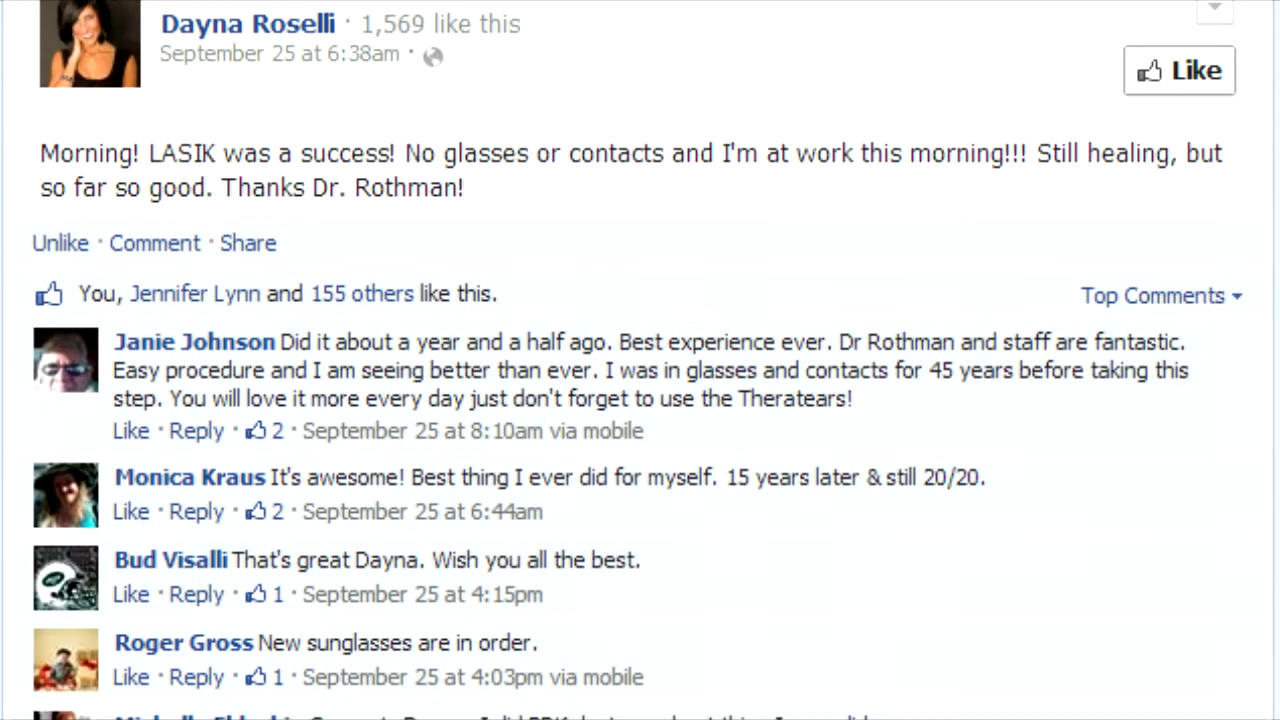 Dayna Roselli · 1,569 like this
September 25 at 6:38am ·
Like
Morning! LASIK was a success! No glasses or contacts and I'm at work this morning!!! Still healing, but
so far so good. Thanks Dr. Rothman!
Unlike · Comment · Share
You, Jennifer Lynn and 155 others like this.
Top Comments
Janie Johnson Did it about a year and a half ago. Best experience ever. Dr Rothman and staff are fantastic.
Easy procedure and I am seeing better than ever. I was in glasses and contacts for 45 years before taking this
step. You will love it more every day just don't forget to use the Theratears!
Like · Reply · 2 · September 25 at 8:10am via mobile
Monica Kraus It's awesome! Best thing I ever did for myself. 15 years later & still 20/20.
Like · Reply · 2 · September 25 at 6:44am
Bud Visalli That's great Dayna. Wish you all the best.
Like · Reply · 1 · September 25 at 4:15pm
Roger Gross New sunglasses are in order.
Like · Reply · 1 · September 25 at 4:03pm via mobile